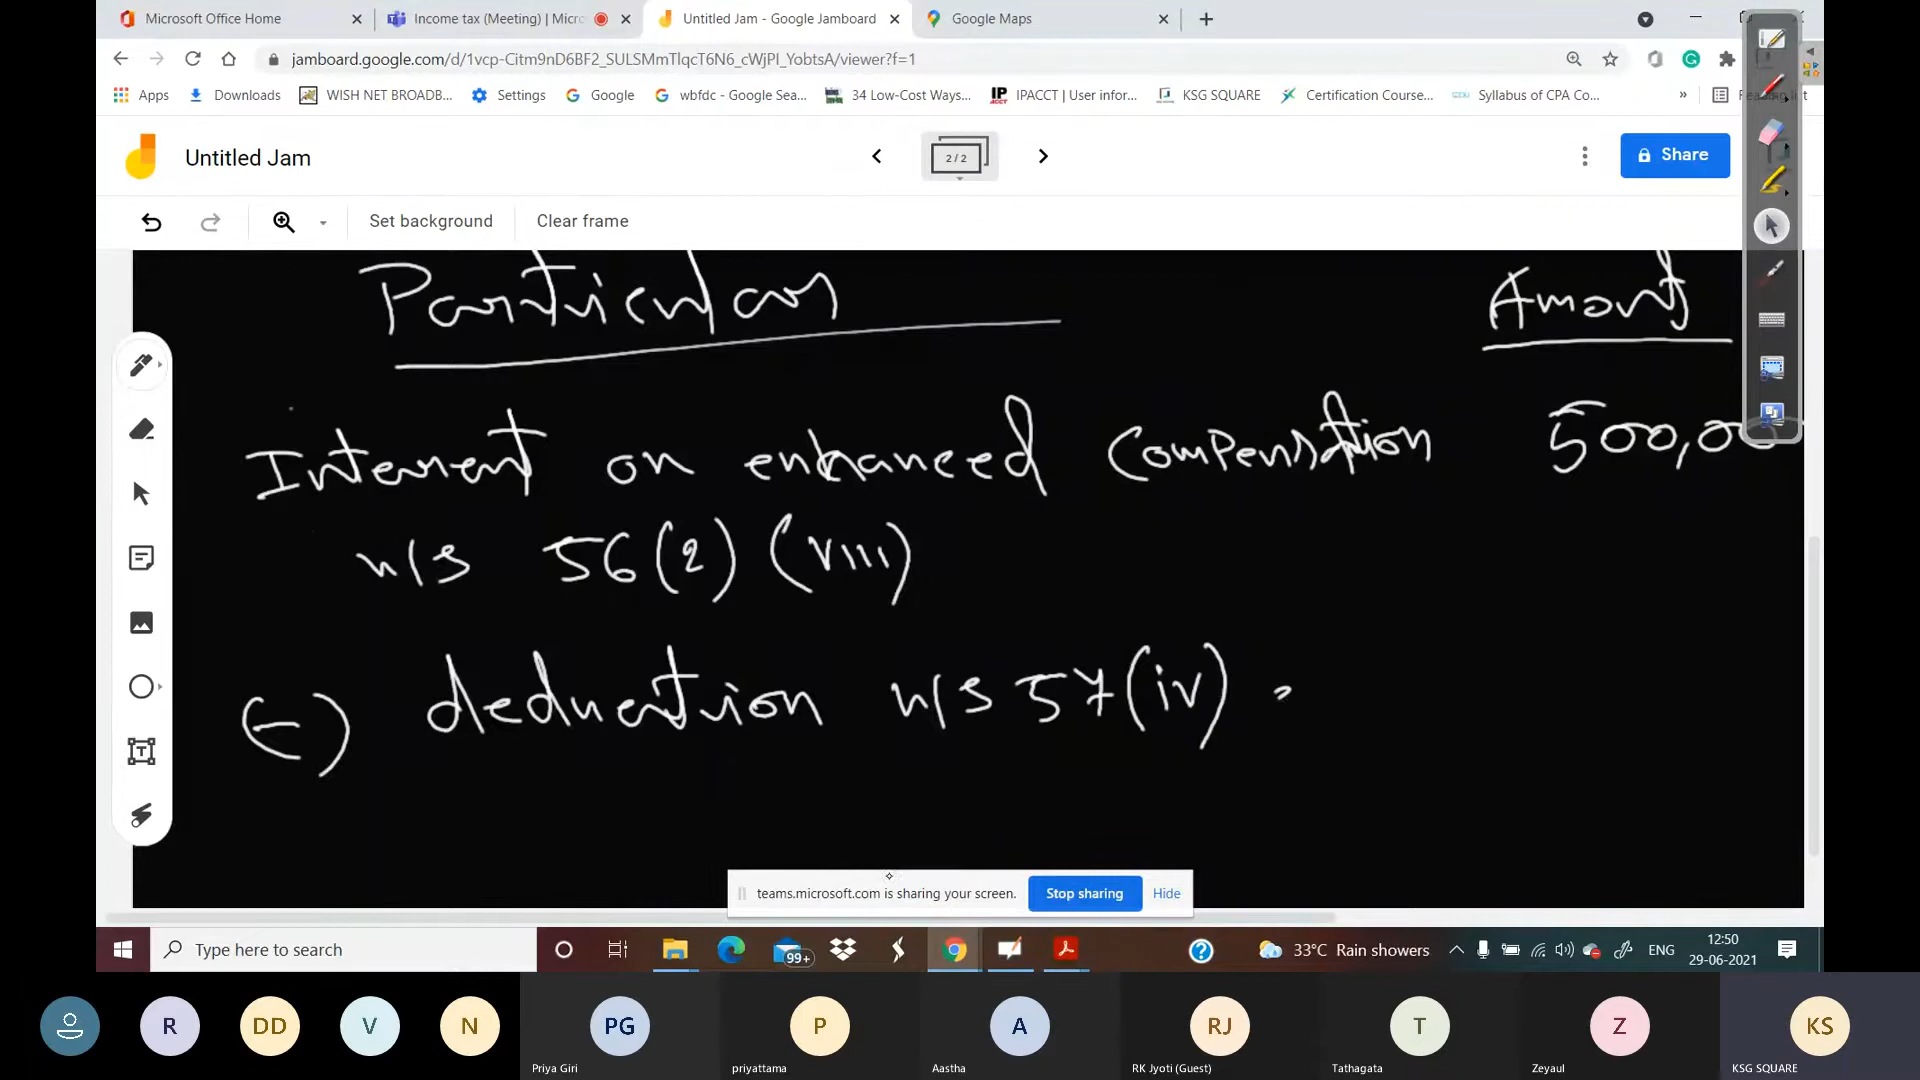 Microsoft Office Home
Income tax (Meeting) | Micro
Untitled Jam - Google Jamboard
Google Maps
jamboard.google.com/d/1vcp-Citm9nD6BF2_SULSMmTlqcT6N6_cWjPI_YobtsA/viewer?f=1
Apps
Downloads
WISH NET BROADB...
Settings
Google
wbfdc - Google Sea...
34 Low-Cost Ways...
IPACCT | User infor...
KSG SQUARE
Certification Course...
Syllabus of CPA Co...
»
Reading list
Untitled Jam
2 / 2
Share
Set background
Clear frame
Particulars
Amount
Interest on enhanced compensation 500,00
u/s 56(2) (viii)
(-) deduction u/s 57(iv)
teams.microsoft.com is sharing your screen.
Stop sharing
Hide
Type here to search
99+
33°C Rain showers
ENG
12:50
29-06-2021
R
DD
V
N
PG
P
A
RJ
T
Z
KS
Priya Giri
priyattama
Aastha
RK Jyoti (Guest)
Tathagata
Zeyaul
KSG SQUARE